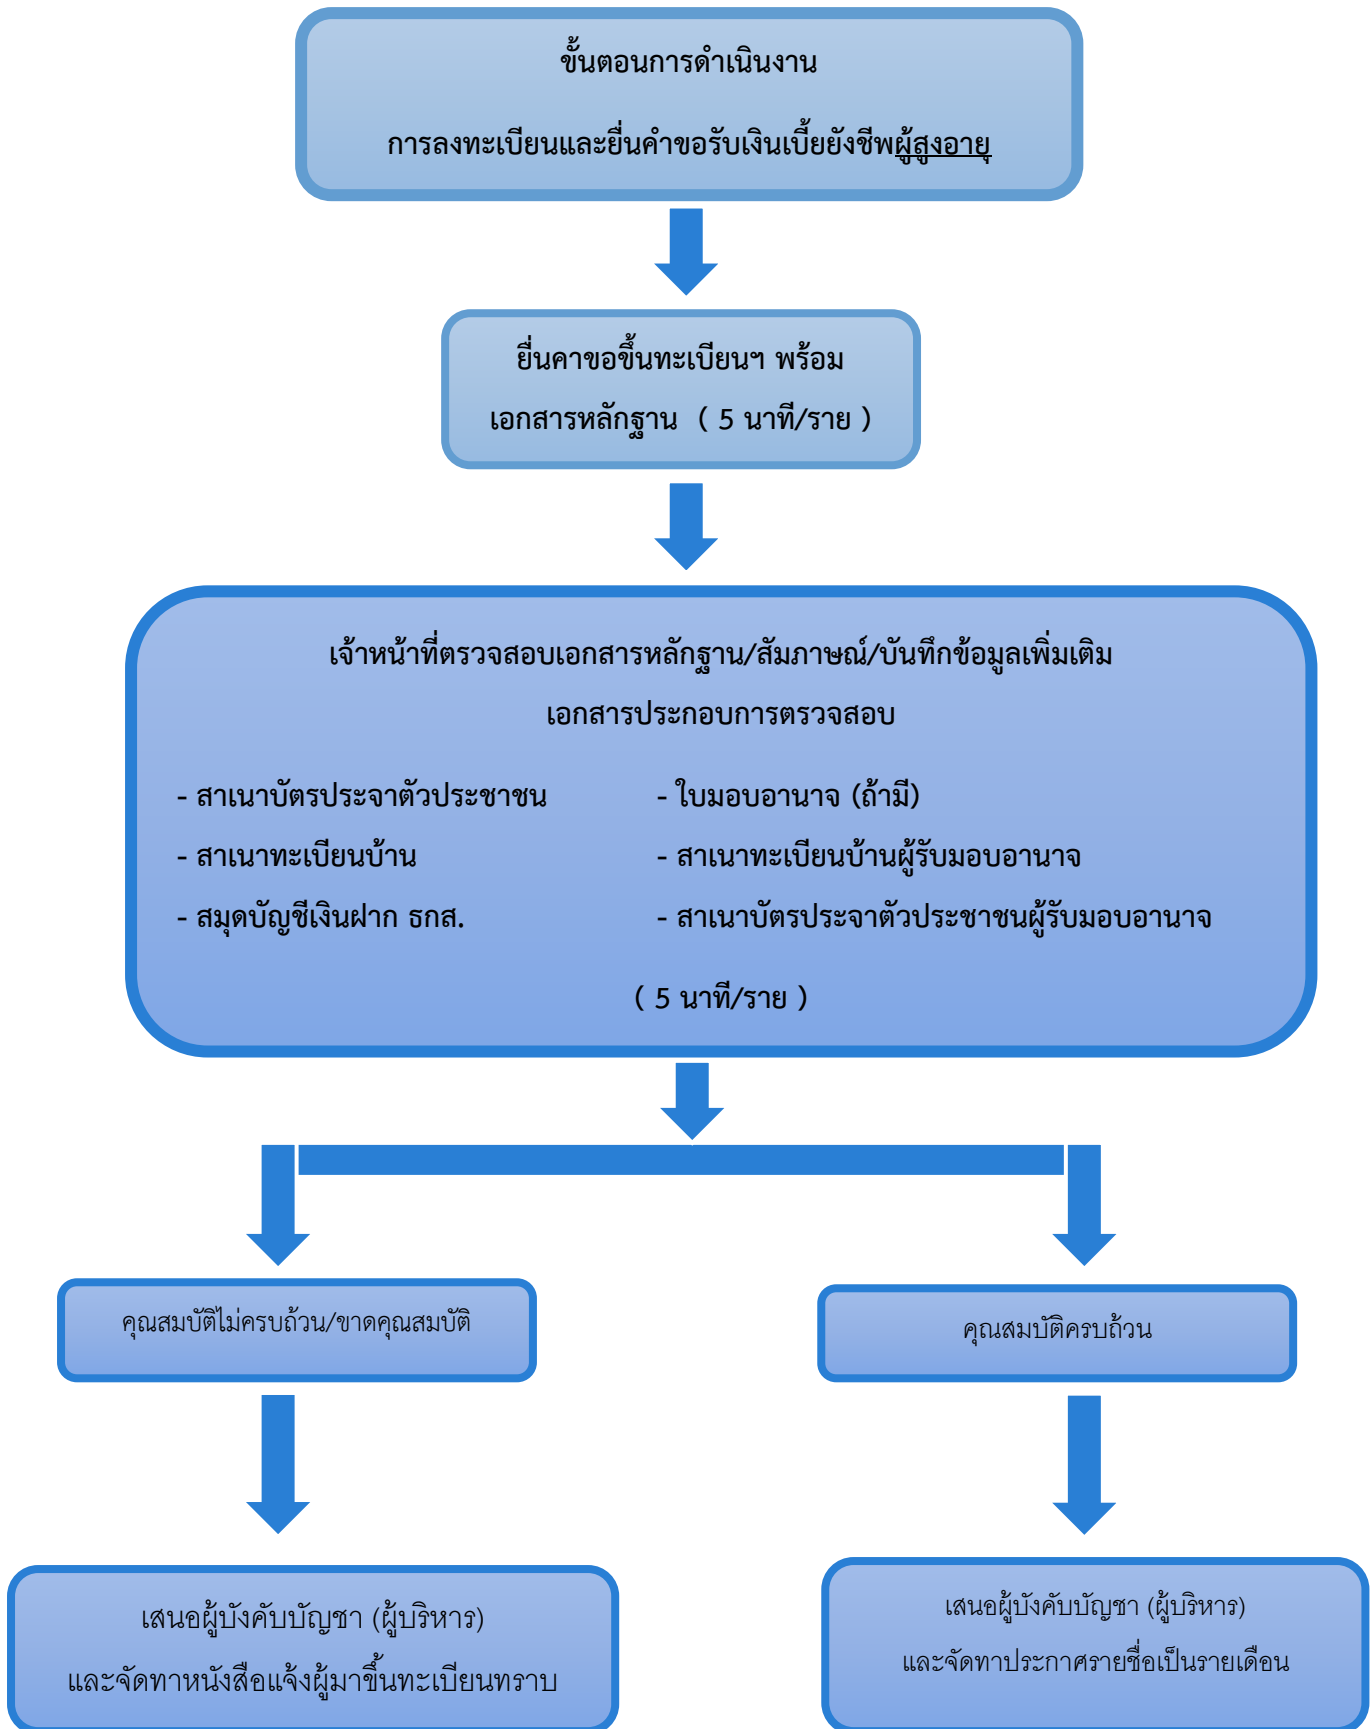 ขั้นตอนการดำเนินงาน
การลงทะเบียนและยื่นคำขอรับเงินเบี้ยยังชีพผู้สูงอายุ
ยื่นคาขอขึ้นทะเบียนฯ พร้อม
เอกสารหลักฐาน ( 5 นาที/ราย )
เจ้าหน้าที่ตรวจสอบเอกสารหลักฐาน/สัมภาษณ์/บันทึกข้อมูลเพิ่มเติม
เอกสารประกอบการตรวจสอบ
- สาเนาบัตรประจาตัวประชาชน - ใบมอบอานาจ (ถ้ามี)
- สาเนาทะเบียนบ้าน - สาเนาทะเบียนบ้านผู้รับมอบอานาจ
- สมุดบัญชีเงินฝาก ธกส. - สาเนาบัตรประจาตัวประชาชนผู้รับมอบอานาจ
( 5 นาที/ราย )
คุณสมบัติไม่ครบถ้วน/ขาดคุณสมบัติ
คุณสมบัติครบถ้วน
เสนอผู้บังคับบัญชา (ผู้บริหาร)
และจัดทาหนังสือแจ้งผู้มาขึ้นทะเบียนทราบ
เสนอผู้บังคับบัญชา (ผู้บริหาร)
และจัดทาประกาศรายชื่อเป็นรายเดือน